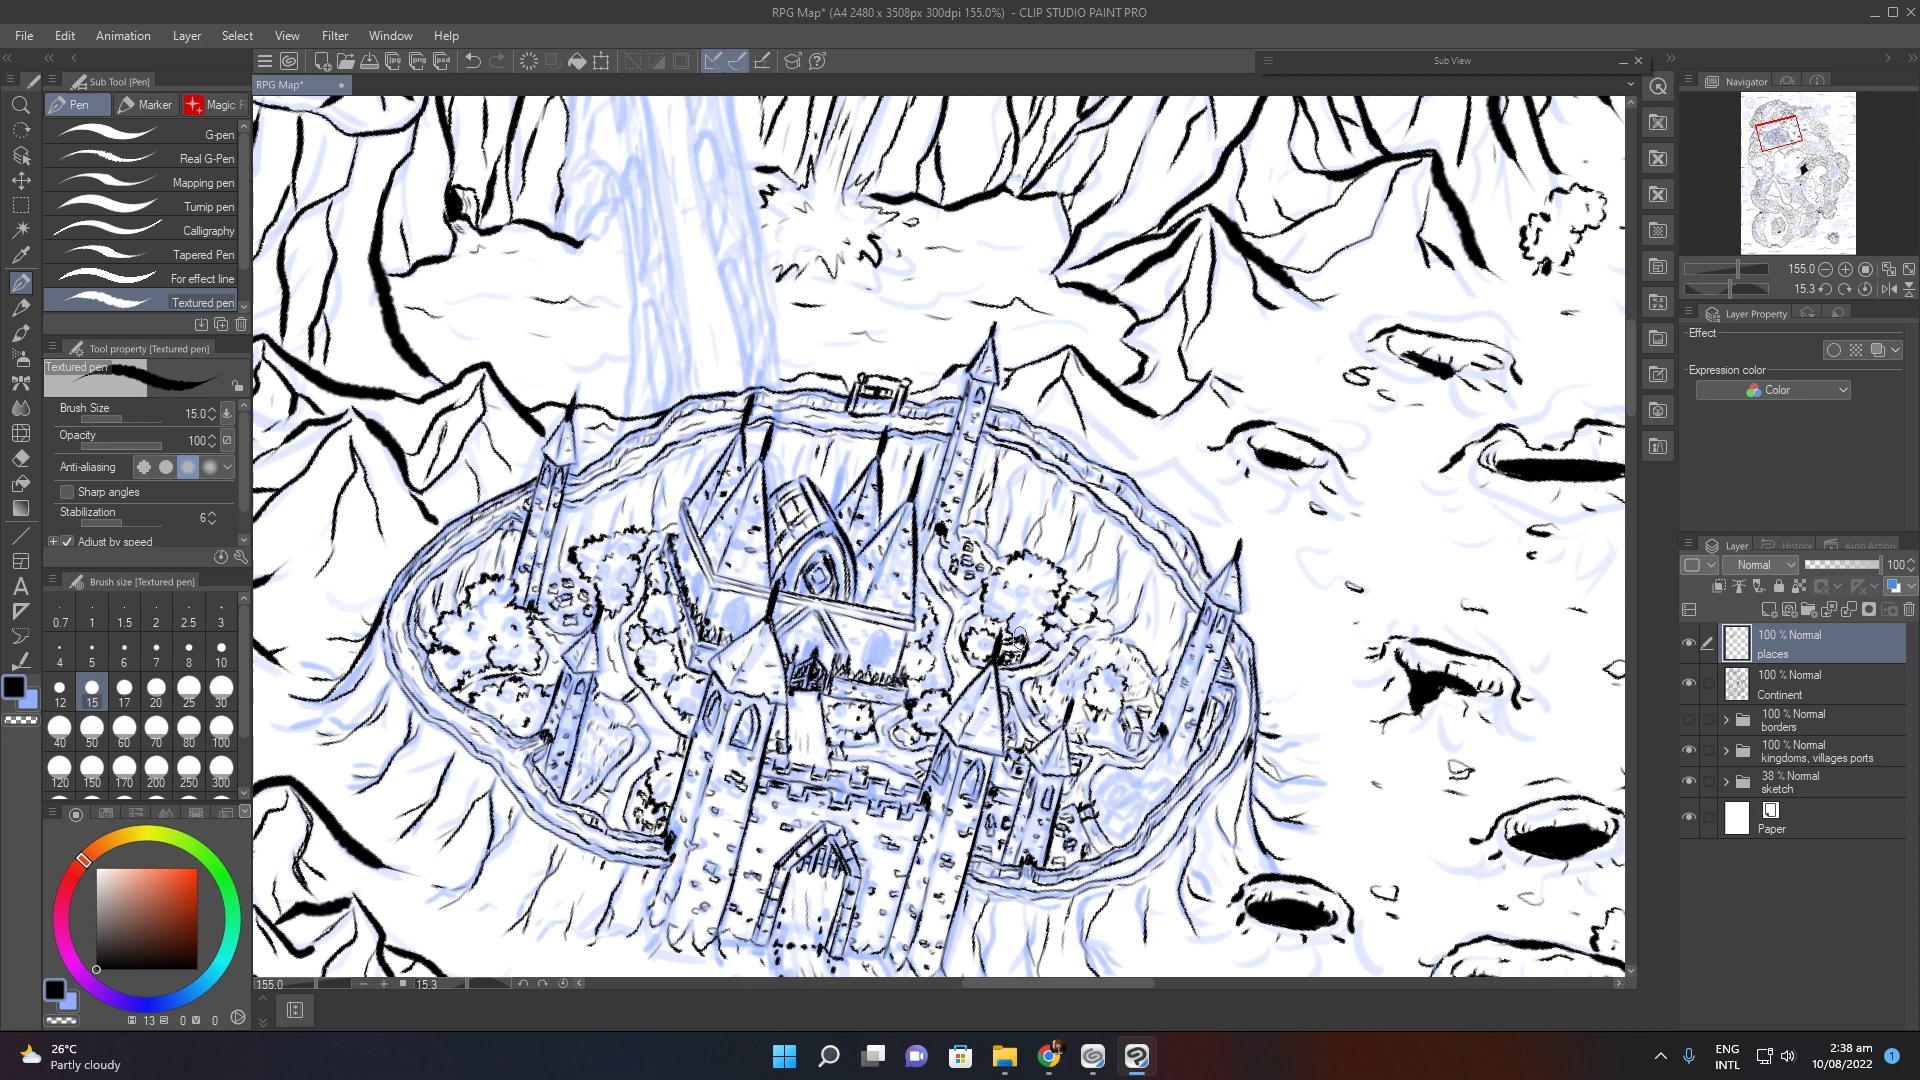 RPG Map* (A4 2480 x 3508px 300dpi 155.0%) - CLIP STUDIO PAINT PRO
File Edit Animation Layer Select View Filter Window Help
Sub Tool [Pen]
Pen Marker Magic
RPG Map*
Sub View
Navigator
G-pen
Real G-Pen
Mapping pen
Turnip pen
Calligraphy
Tapered Pen
For effect line
Textured pen
Tool property [Textured pen]
Textured pen
Brush Size 15.0
Opacity 100
Anti-aliasing
Sharp angles
Stabilization 6
Adjust by speed
Brush size [Textured pen]
0.7 1 1.5 2 2.5 3
4 5 6 7 8 10
12 15 17 20 25 30
40 50 60 70 80 100
120 150 170 200 250 300
13 0 0
155.0 15.3
155.0
15.3
Layer Property
Effect
Expression color
Color
Layer History Auto Action
Normal 100
100 % Normal
places
100 % Normal
Continent
100 % Normal
borders
100 % Normal
kingdoms, villages ports
38 % Normal
sketch
Paper
26°C
Partly cloudy
ENG
INTL
2:38 am
10/08/2022
1